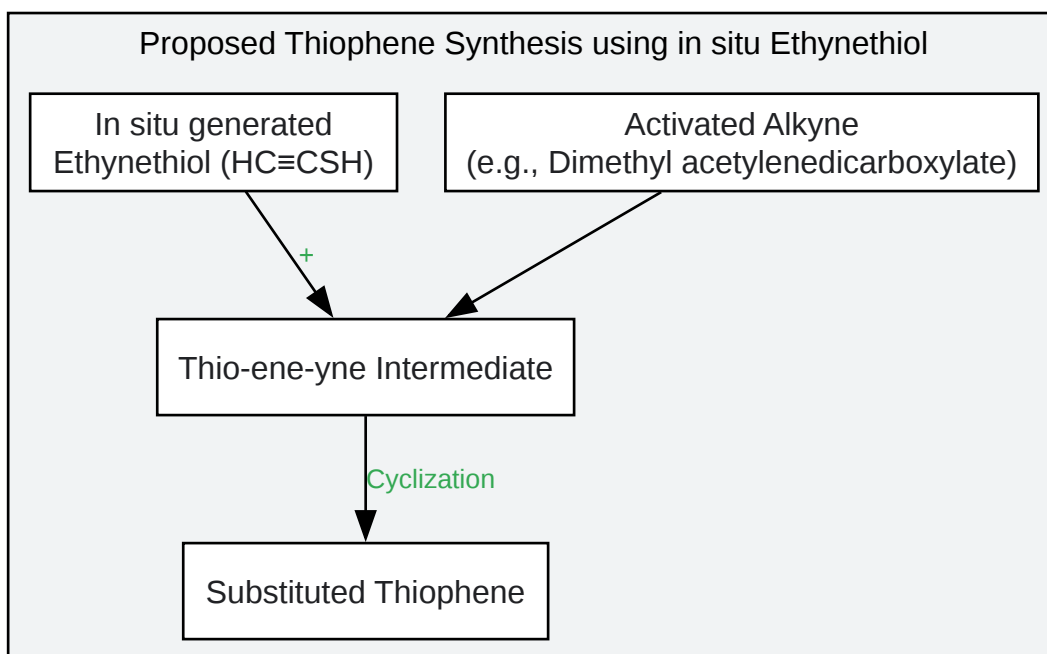 Proposed Thiophene Synthesis using in situ Ethynethiol
In situ generated
Ethynethiol (HC≡CSH)
Activated Alkyne
(e.g., Dimethyl acetylenedicarboxylate)
+
Thio-ene-yne Intermediate
Cyclization
Substituted Thiophene